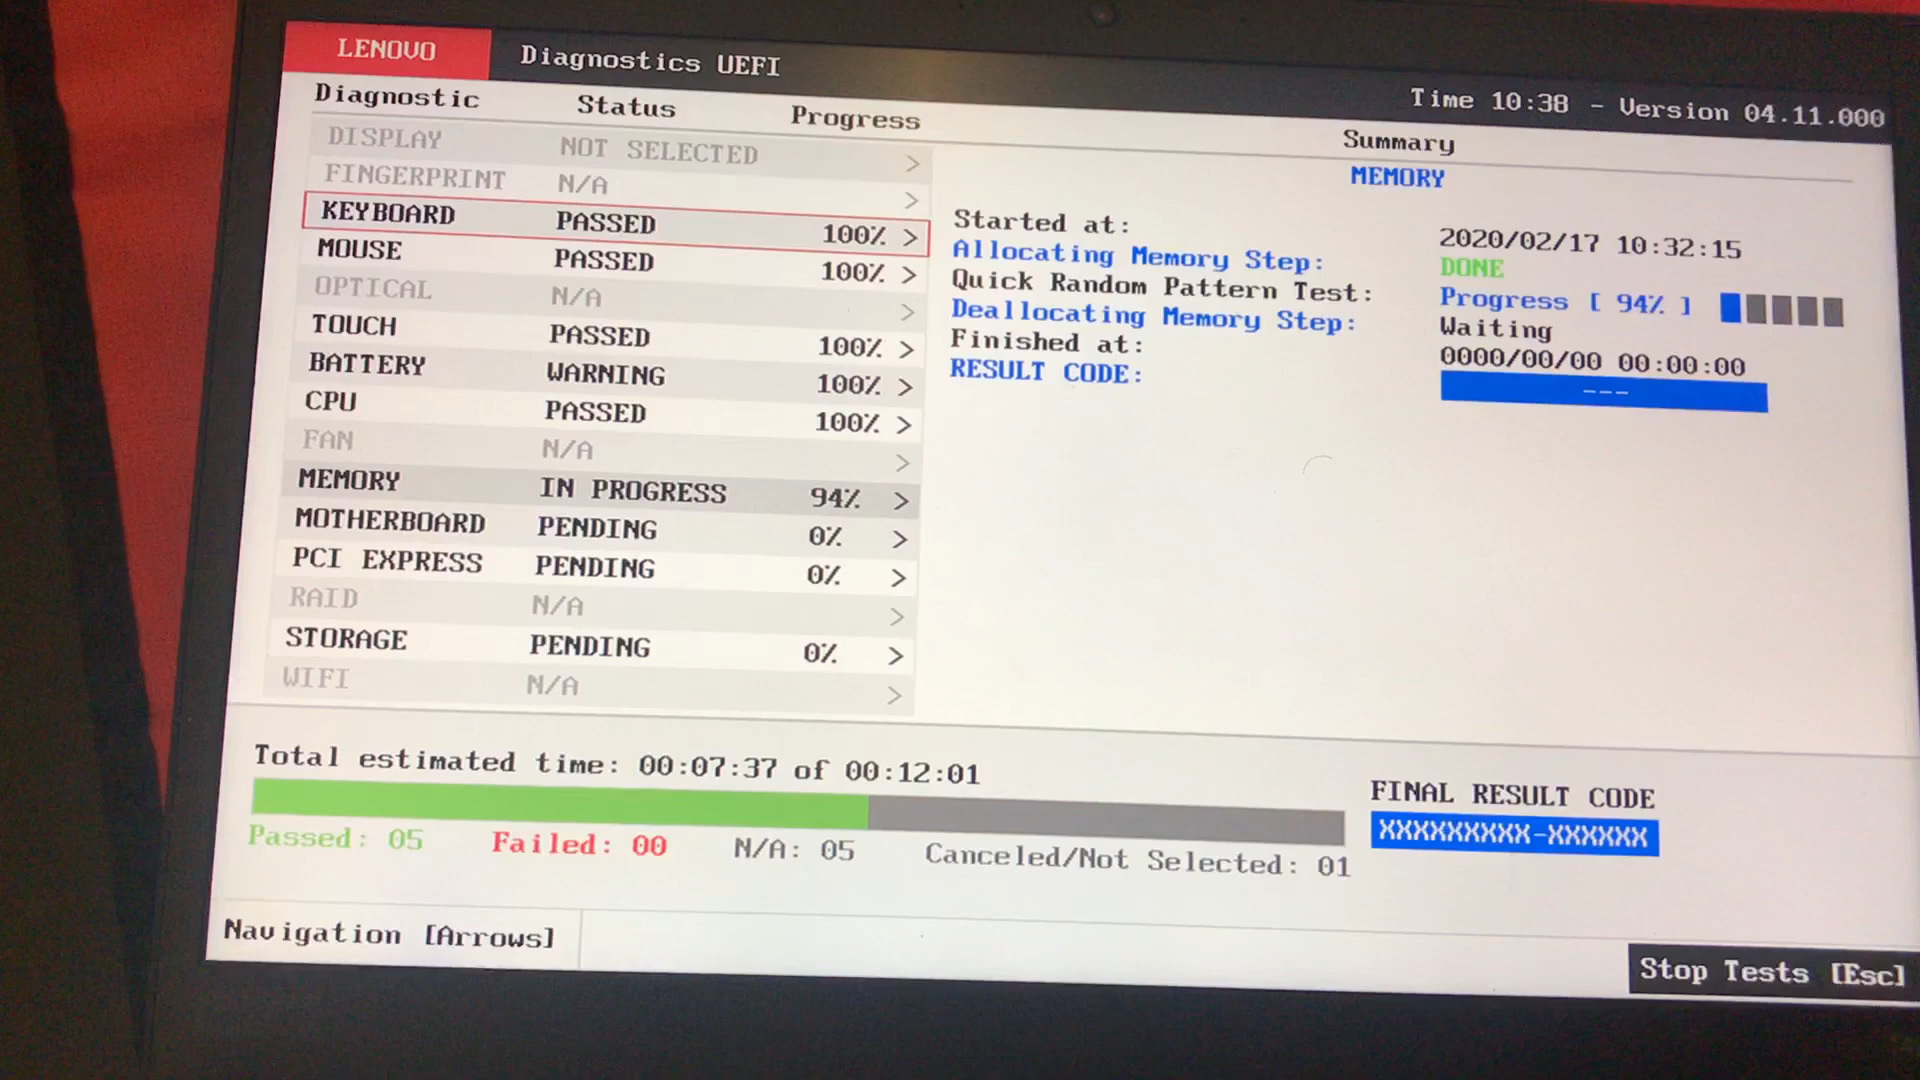 LENOVO Diagnostics UEFI
Time 10:38 - Version 04.11.000
Diagnostic Status Progress
DISPLAY NOT SELECTED >
FINGERPRINT N/A >
KEYBOARD PASSED 100% >
MOUSE PASSED 100% >
OPTICAL N/A >
TOUCH PASSED 100% >
BATTERY WARNING 100% >
CPU PASSED 100% >
FAN N/A >
MEMORY IN PROGRESS 94% >
MOTHERBOARD PENDING 0% >
PCI EXPRESS PENDING 0% >
RAID N/A >
STORAGE PENDING 0% >
WIFI N/A >
Summary
MEMORY
Started at: 2020/02/17 10:32:15
Allocating Memory Step: DONE
Quick Random Pattern Test: Progress [ 94% ]
Deallocating Memory Step: Waiting
Finished at: 0000/00/00 00:00:00
RESULT CODE: ---
Total estimated time: 00:07:37 of 00:12:01
Passed: 05 Failed: 00 N/A: 05 Canceled/Not Selected: 01
FINAL RESULT CODE
XXXXXXXXX-XXXXXX
Navigation [Arrows]
Stop Tests [Esc]